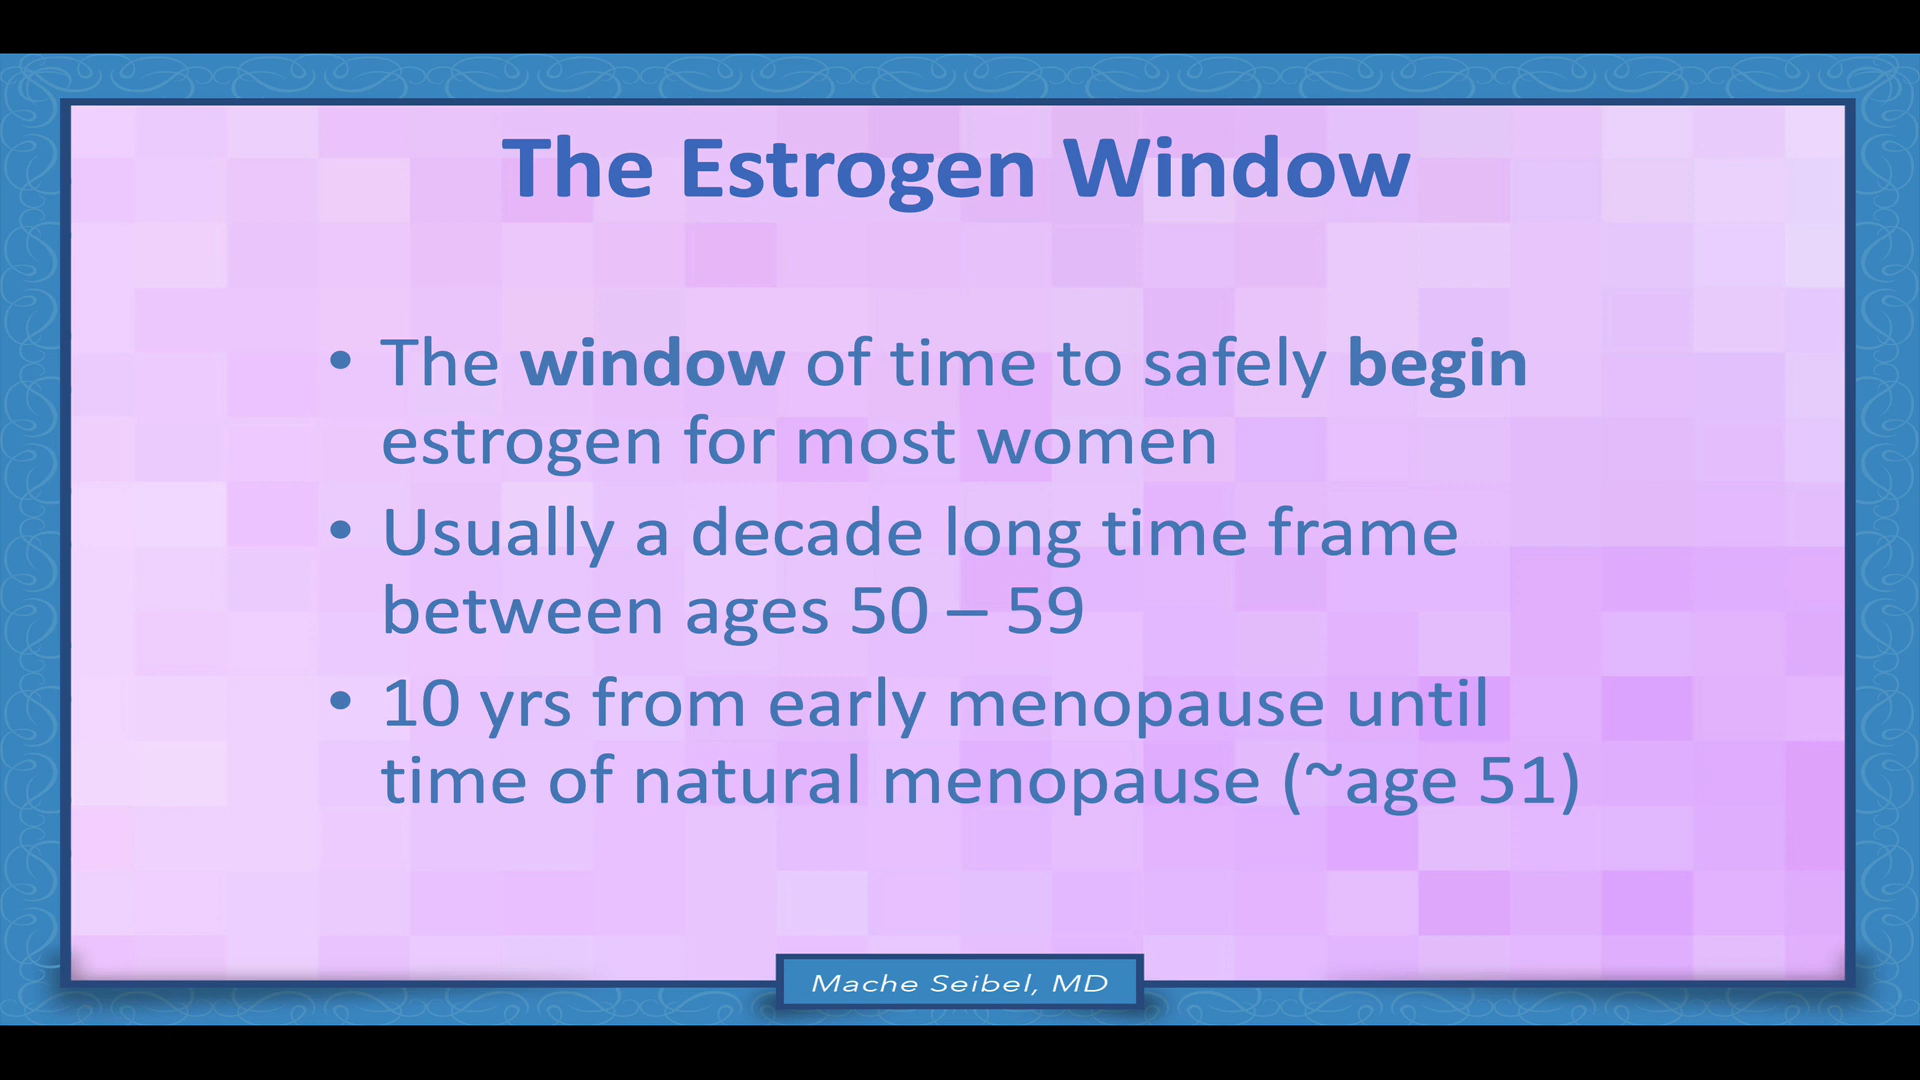 The Estrogen Window
• The window of time to safely begin
estrogen for most women
• Usually a decade long time frame
between ages 50 – 59
• 10 yrs from early menopause until
time of natural menopause (~age 51)
Mache Seibel, MD